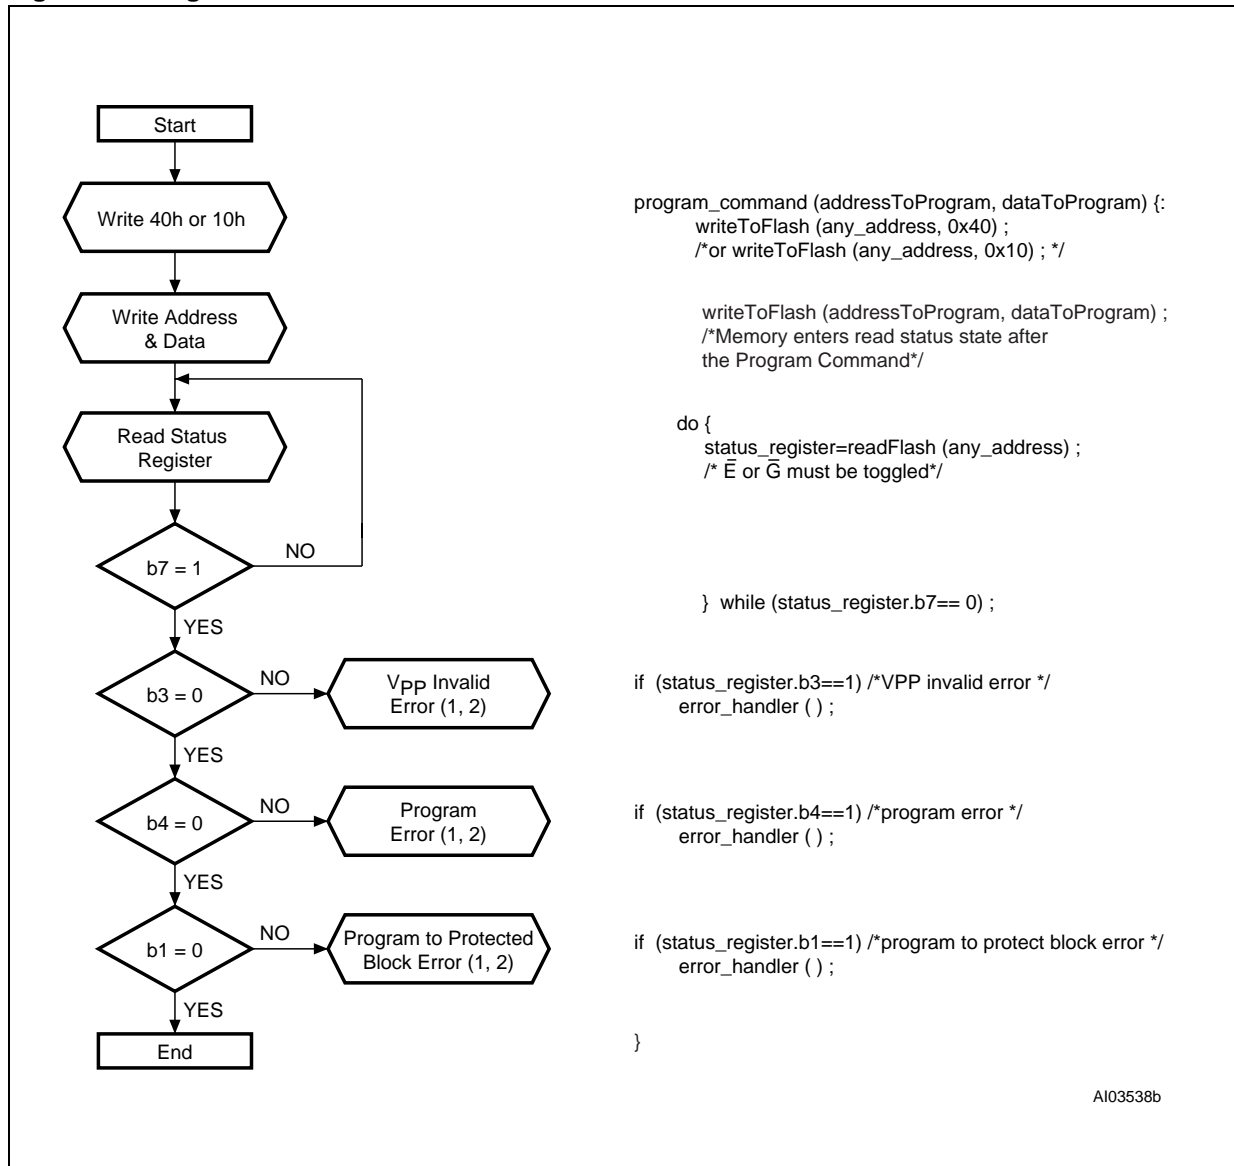 Start
Write 40h or 10h
Write Address
& Data
Read Status
Register
b7 = 1
NO
YES
b3 = 0
NO
VPP Invalid
Error (1, 2)
YES
b4 = 0
NO
Program
Error (1, 2)
YES
b1 = 0
NO
Program to Protected
Block Error (1, 2)
YES
End
program_command (addressToProgram, dataToProgram) {:
writeToFlash (any_address, 0x40) ;
/*or writeToFlash (any_address, 0x10) ; */
writeToFlash (addressToProgram, dataToProgram) ;
/*Memory enters read status state after
the Program Command*/
do {
status_register=readFlash (any_address) ;
/* E̅ or G̅ must be toggled*/
} while (status_register.b7== 0) ;
if (status_register.b3==1) /*VPP invalid error */
error_handler ( ) ;
if (status_register.b4==1) /*program error */
error_handler ( ) ;
if (status_register.b1==1) /*program to protect block error */
error_handler ( ) ;
}
AI03538b